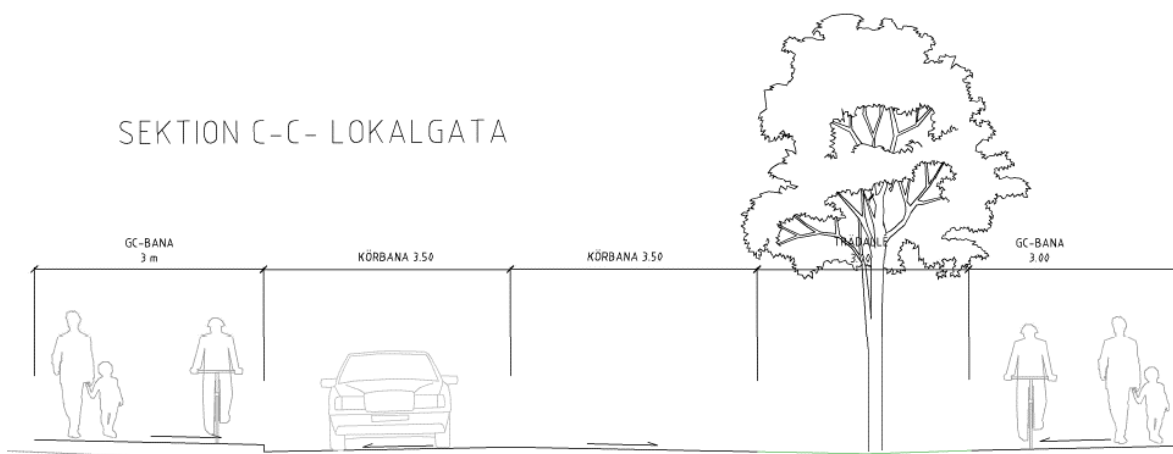 SEKTION C-C- LOKALGATA
GC-BANA
3 m
KÖRBANA 3.50
KÖRBANA 3.50
TRÄDALLÉ
GC-BANA
3.00